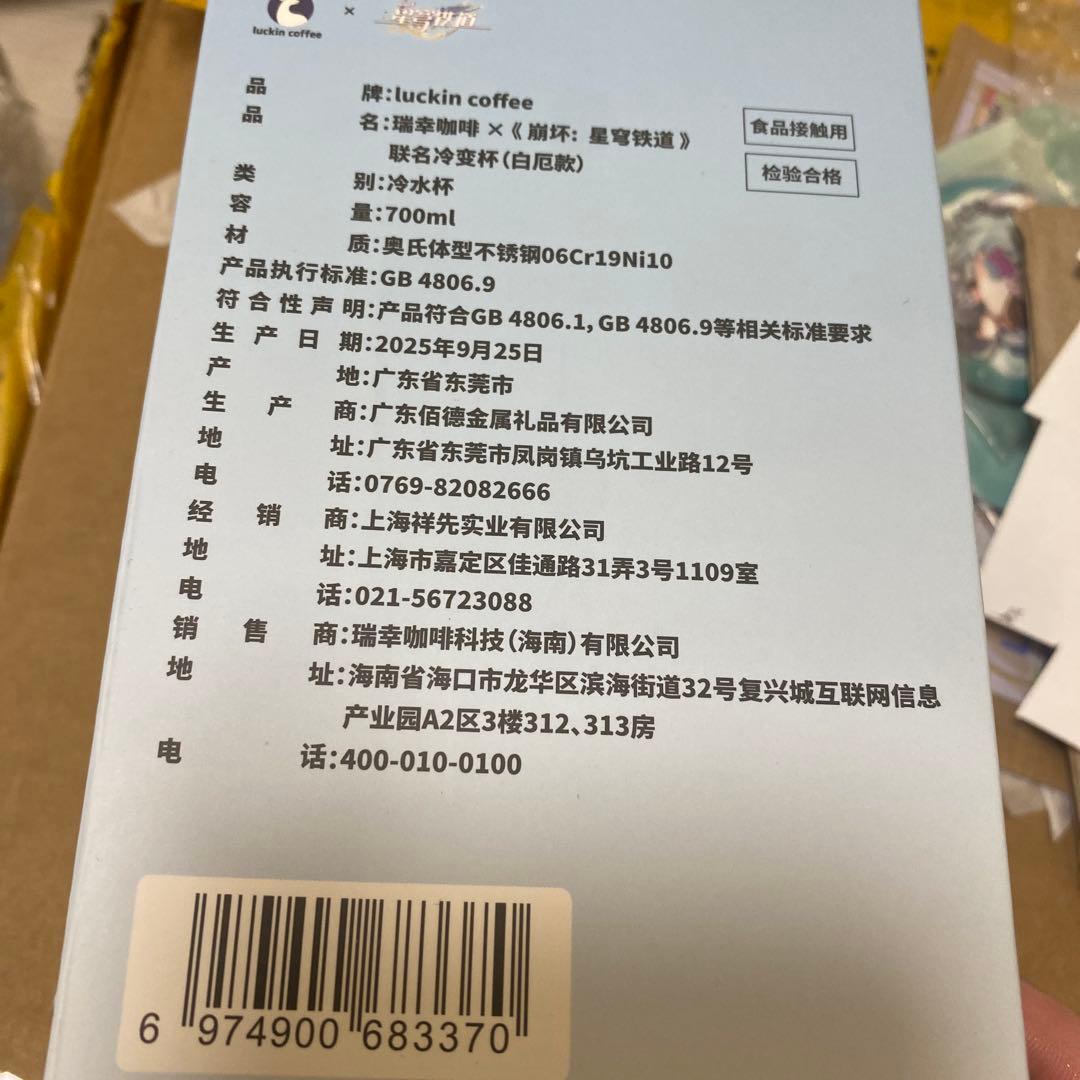 luckin coffee × 崩坏 星穹铁道
品牌:luckin coffee
品名:瑞幸咖啡×《崩坏：星穹铁道》
联名冷变杯(白厄款)
食品接触用
检验合格
类别:冷水杯
容量:700ml
材质:奥氏体型不锈钢06Cr19Ni10
产品执行标准:GB 4806.9
符合性声明:产品符合GB 4806.1, GB 4806.9等相关标准要求
生产日期:2025年9月25日
产地:广东省东莞市
生产商:广东佰德金属礼品有限公司
地址:广东省东莞市凤岗镇乌坑工业路12号
电话:0769-82082666
经销商:上海祥先实业有限公司
地址:上海市嘉定区佳通路31弄3号1109室
电话:021-56723088
销售商:瑞幸咖啡科技(海南)有限公司
地址:海南省海口市龙华区滨海街道32号复兴城互联网信息
产业园A2区3楼312、313房
电话:400-010-0100
6 974900 683370